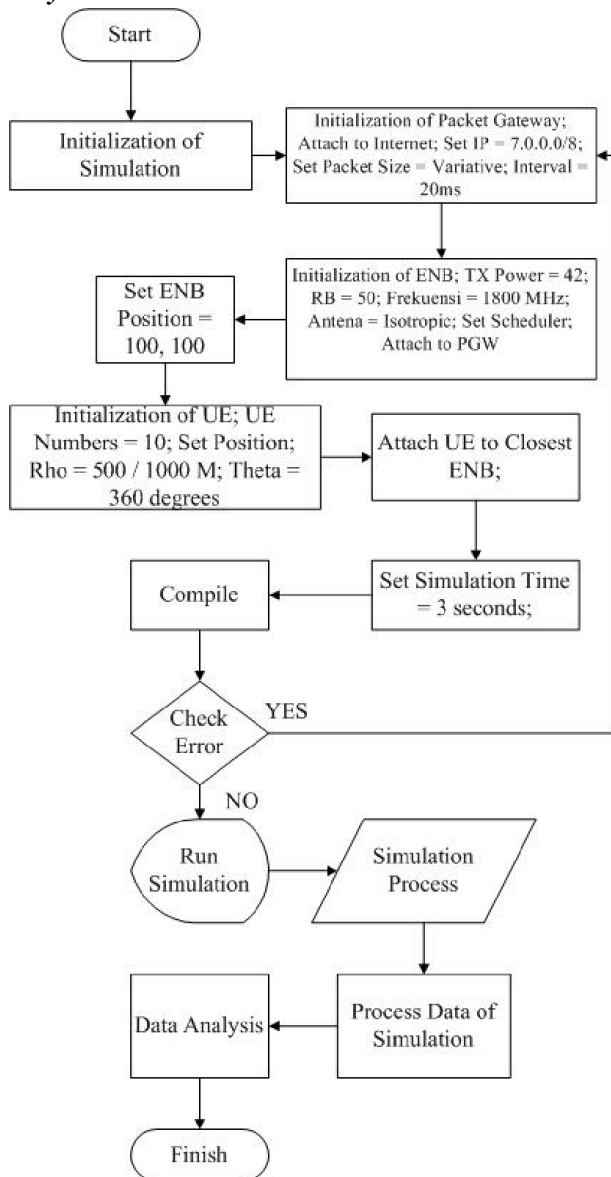 Start
Initialization of
Simulation
Initialization of Packet Gateway;
Attach to Internet; Set IP = 7.0.0.0/8;
Set Packet Size = Variative; Interval =
20ms
Initialization of ENB; TX Power = 42;
RB = 50; Frekuensi = 1800 MHz;
Antena = Isotropic; Set Scheduler;
Attach to PGW
Set ENB
Position =
100, 100
Initialization of UE; UE
Numbers = 10; Set Position;
Rho = 500 / 1000 M; Theta =
360 degrees
Attach UE to Closest
ENB;
Set Simulation Time
= 3 seconds;
Compile
Check
Error
YES
NO
Run
Simulation
Simulation
Process
Process Data of
Simulation
Data Analysis
Finish